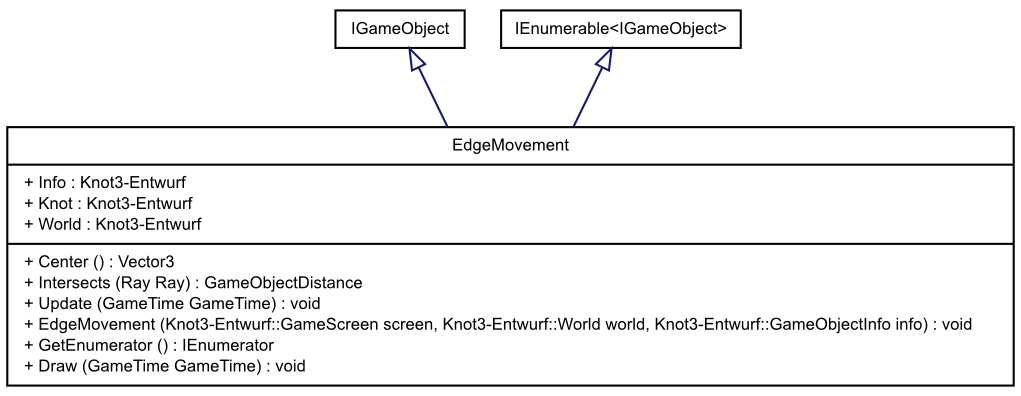 IGameObject
IEnumerable<IGameObject>
EdgeMovement
+ Info : Knot3-Entwurf
+ Knot : Knot3-Entwurf
+ World : Knot3-Entwurf
+ Center () : Vector3
+ Intersects (Ray Ray) : GameObjectDistance
+ Update (GameTime GameTime) : void
+ EdgeMovement (Knot3-Entwurf::GameScreen screen, Knot3-Entwurf::World world, Knot3-Entwurf::GameObjectInfo info) : void
+ GetEnumerator () : IEnumerator
+ Draw (GameTime GameTime) : void